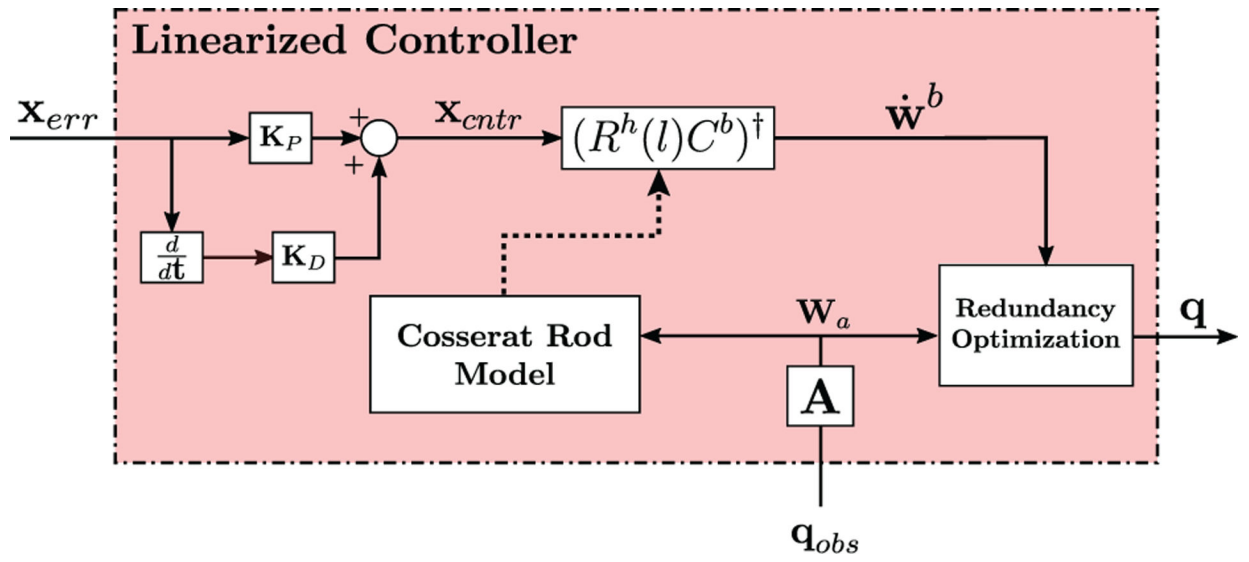 Linearized Controller
x_err
K_P
+
+
x_cntr
(R^h(l)C^b)^†
ẇ^b
d/dt
K_D
Cosserat Rod
Model
w_a
Redundancy
Optimization
q
A
q_obs